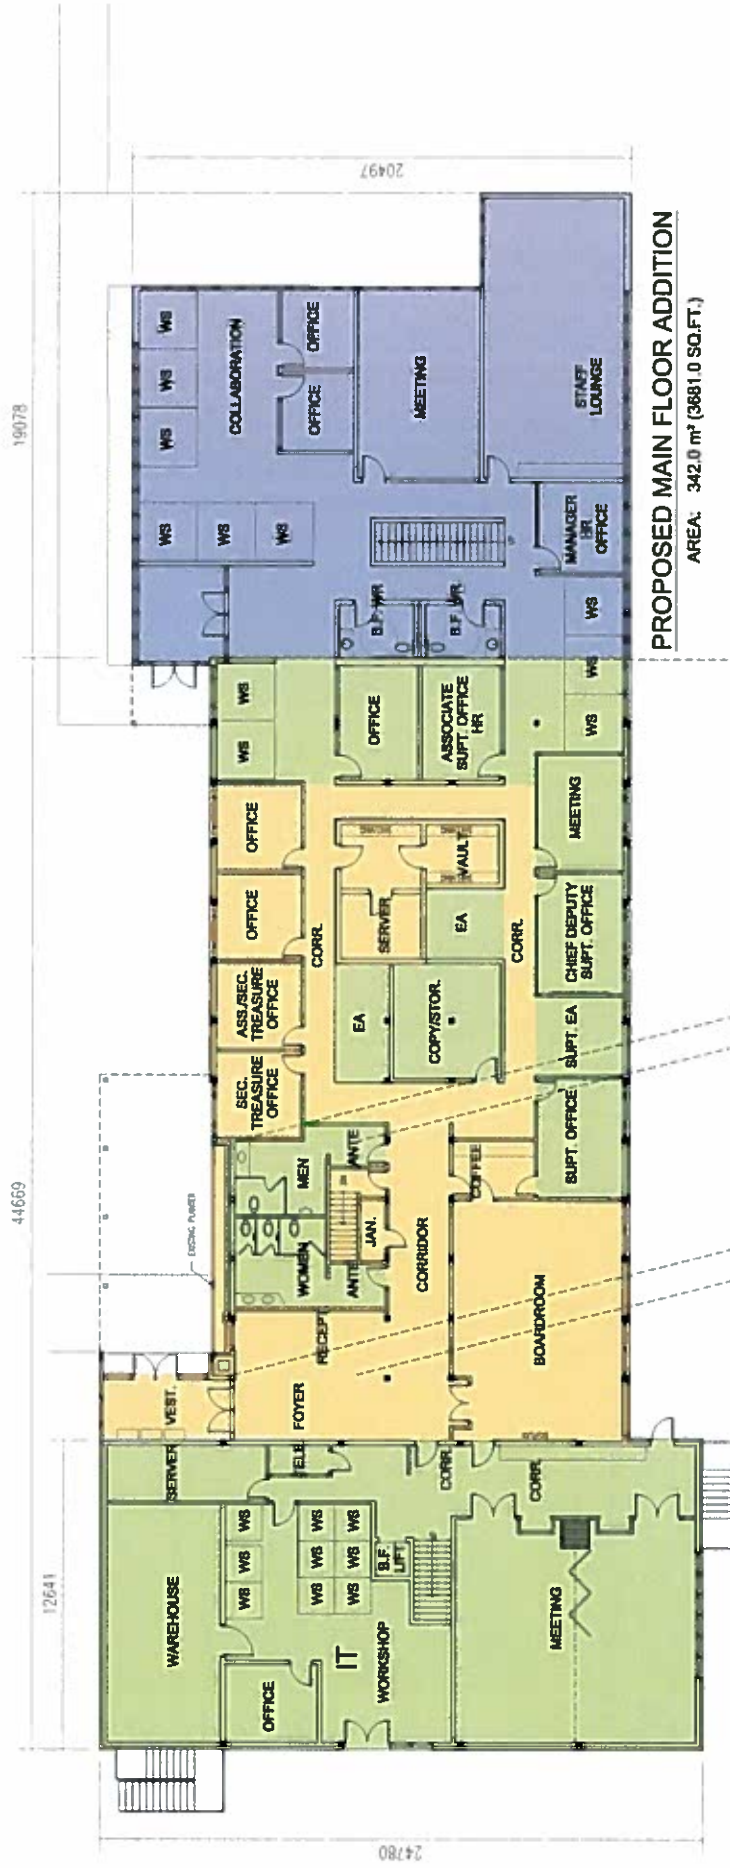 20497
19078
44669
12641
24780
WS
WS
WS
COLLABORATION
OFFICE
OFFICE
MEETING
STAFF
LOUNGE
WS
WS
WS
MANAGER
HR
OFFICE
B.F. WR.
B.F. WR.
WS
WS
WS
PROPOSED MAIN FLOOR ADDITION
AREA: 342.0 m² (3681.0 SQ.FT.)
WS
WS
OFFICE
ASSOCIATE
SUPT. OFFICE
HR
OFFICE
OFFICE
ASS./SEC.
TREASURE
OFFICE
SEC.
TREASURE
OFFICE
CORR.
SERVER
VAULT
EA
EA
COPY/STOR.
CORR.
MEETING
CHIEF DEPUTY
SUPT. OFFICE
SUPT. EA
SUPT. OFFICE
EXISTING PLANTER
MEN
ANTE
WOMEN
ANTE
JAN.
COFFEE
CORRIDOR
RECEPT.
FOYER
BOARDROOM
VEST.
SERVER
TELE.
CORR.
CORR.
WAREHOUSE
WS
WS
WS
WS
WS
WS
WS
WS
WS
B.F.
LIFT
OFFICE
IT
WORKSHOP
MEETING